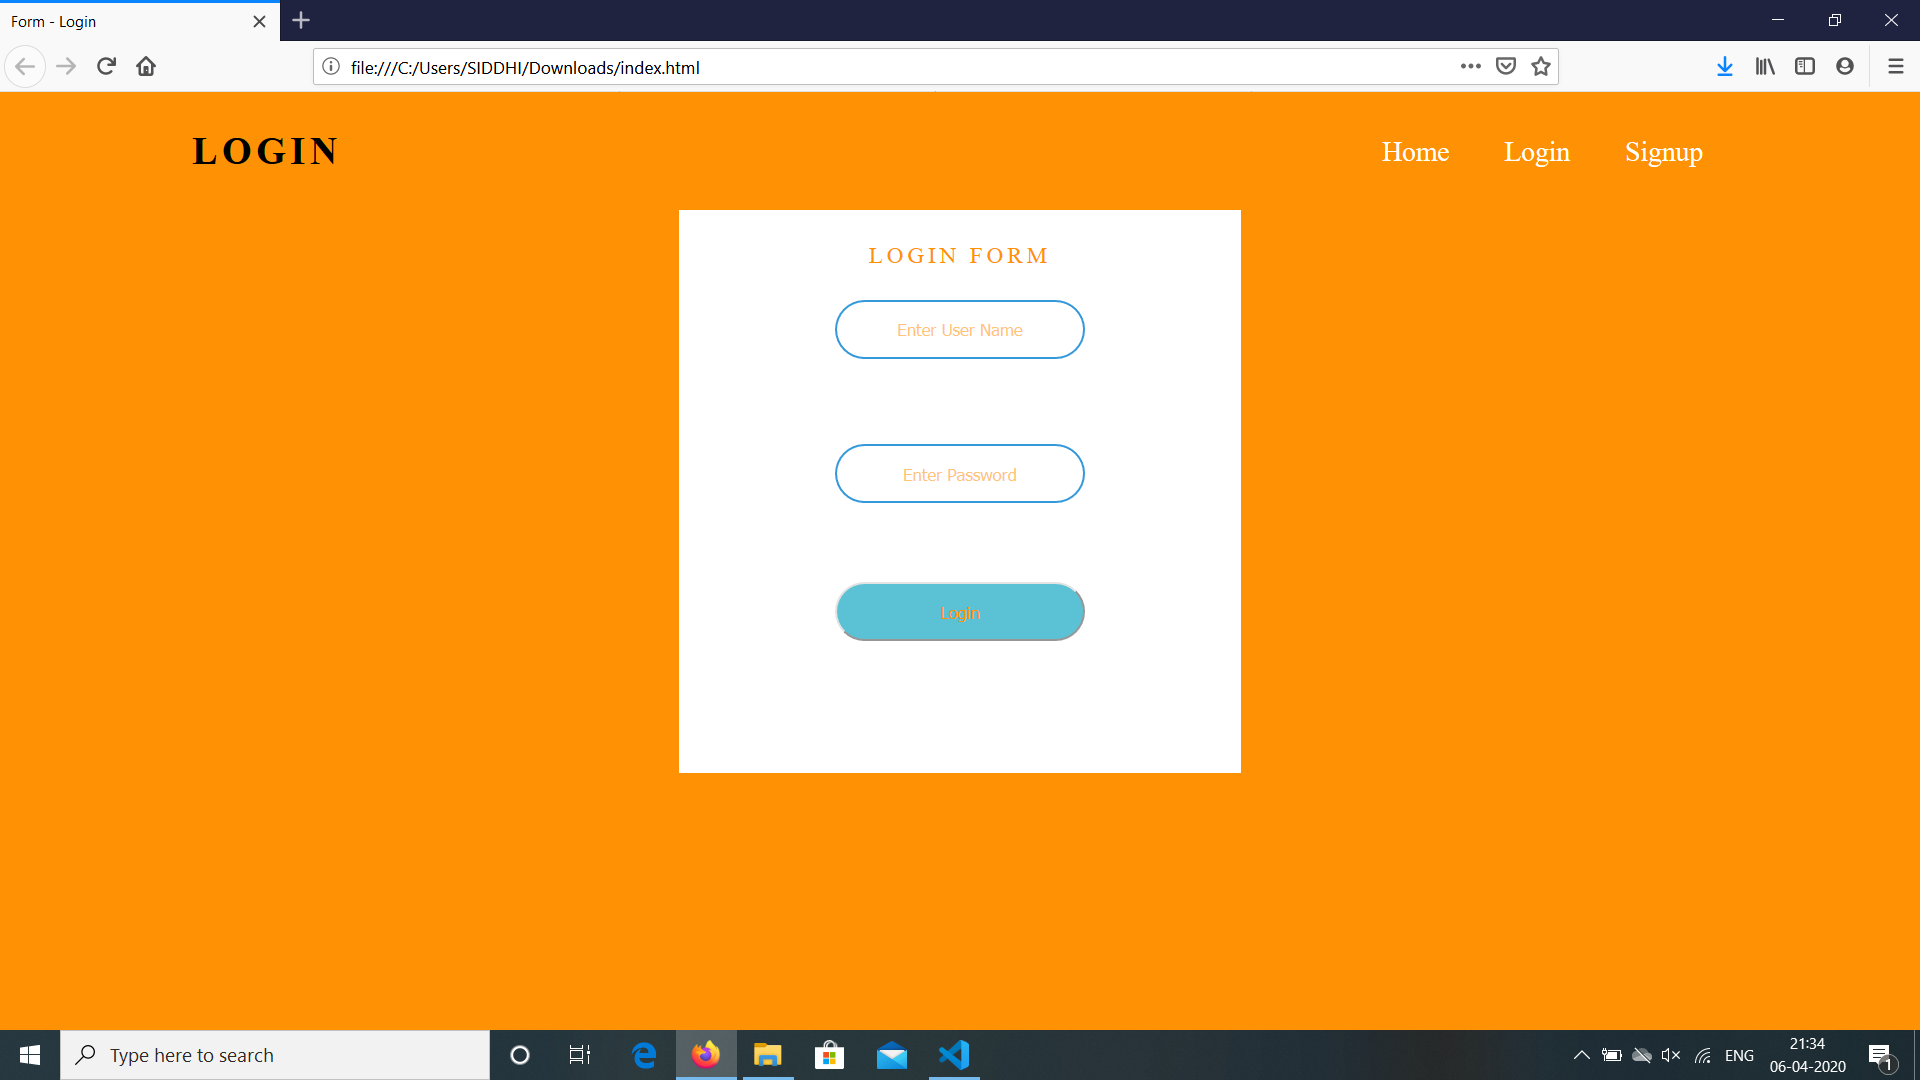 Form - Login
file:///C:/Users/SIDDHI/Downloads/index.html
LOGIN
Home Login Signup
LOGIN FORM
Enter User Name
Enter Password
Login
Type here to search
ENG
21:34
06-04-2020
1